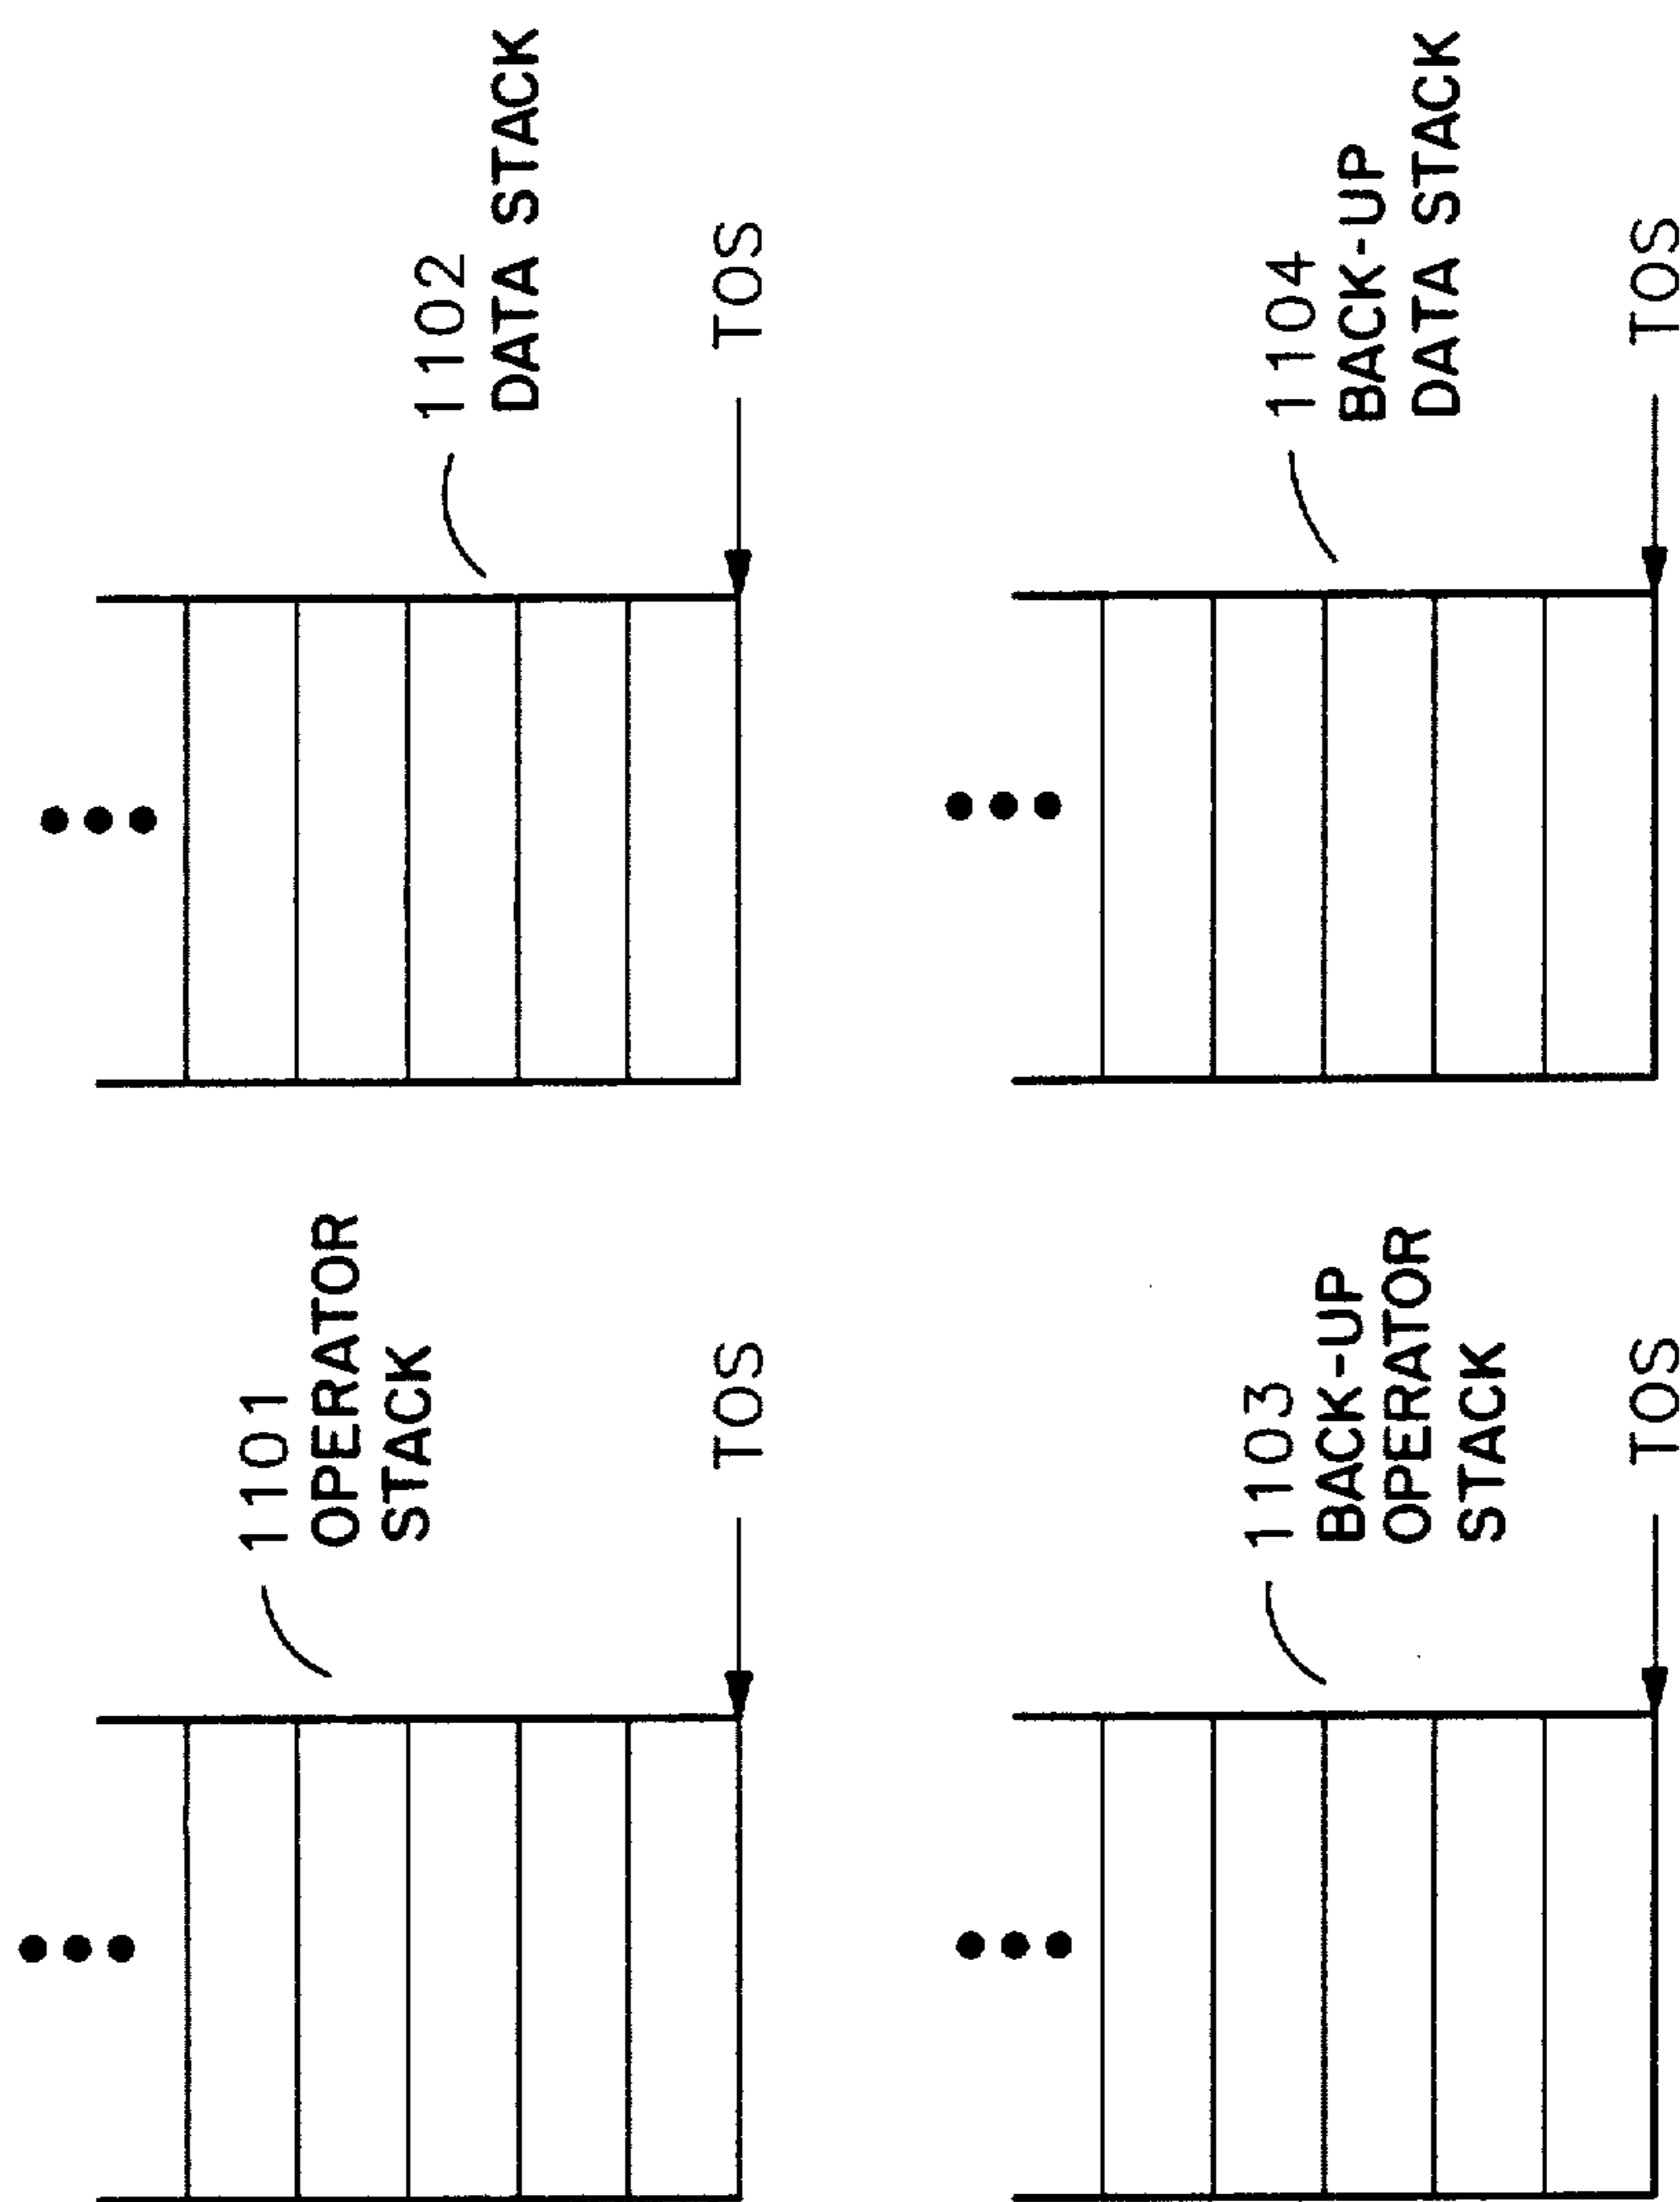 1101
OPERATOR
STACK
TOS
1102
DATA STACK
TOS
1103
BACK-UP
OPERATOR
STACK
TOS
1104
BACK-UP
DATA STACK
TOS